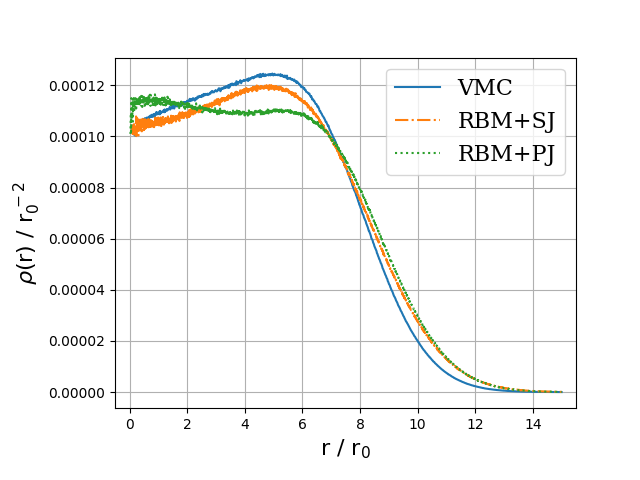 VMC
RBM+SJ
RBM+PJ
0.00012
0.00010
0.00008
0.00006
0.00004
0.00002
0.00000
ρ(r) / r₀⁻²
0 2 4 6 8 10 12 14
r / r₀